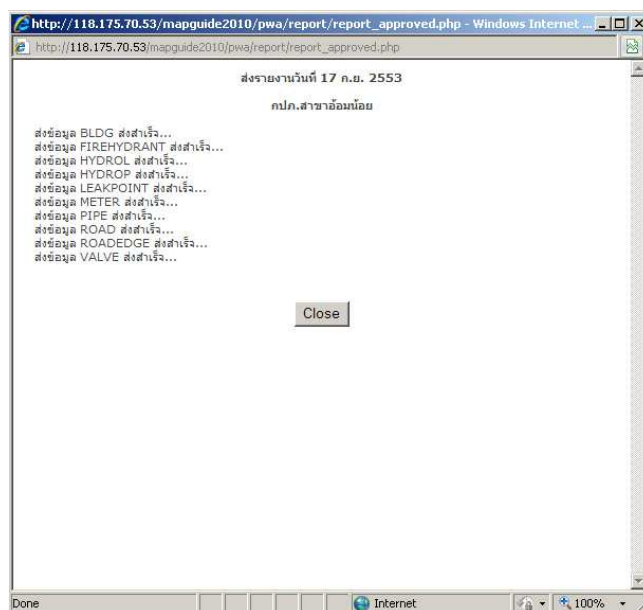 http://118.175.70.53/mapguide2010/pwa/report/report_approved.php - Windows Internet ...
http://118.175.70.53/mapguide2010/pwa/report/report_approved.php
ส่งรายงานวันที่ 17 ก.ย. 2553
กปภ.สาขาอ้อมน้อย
ส่งข้อมูล BLDG ส่งสำเร็จ...
ส่งข้อมูล FIREHYDRANT ส่งสำเร็จ...
ส่งข้อมูล HYDROL ส่งสำเร็จ...
ส่งข้อมูล HYDROP ส่งสำเร็จ...
ส่งข้อมูล LEAKPOINT ส่งสำเร็จ...
ส่งข้อมูล METER ส่งสำเร็จ...
ส่งข้อมูล PIPE ส่งสำเร็จ...
ส่งข้อมูล ROAD ส่งสำเร็จ...
ส่งข้อมูล ROADEDGE ส่งสำเร็จ...
ส่งข้อมูล VALVE ส่งสำเร็จ...
Close
Done Internet 100%